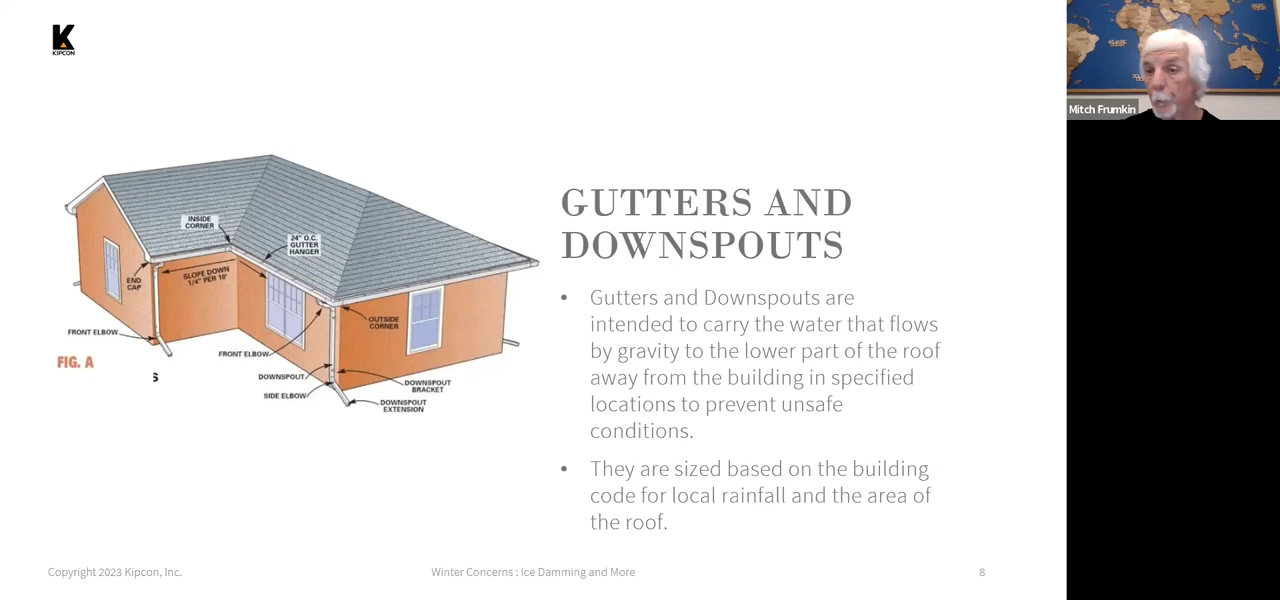 KIPCON
GUTTERS AND
DOWNSPOUTS
• Gutters and Downspouts are
intended to carry the water that flows
by gravity to the lower part of the roof
away from the building in specified
locations to prevent unsafe
conditions.
• They are sized based on the building
code for local rainfall and the area of
the roof.
INSIDE
CORNER
24" O.C.
GUTTER
HANGER
END
CAP
SLOPE DOWN
1/4" PER 10'
OUTSIDE
CORNER
FRONT ELBOW
FRONT ELBOW
FIG. A
S
DOWNSPOUT
DOWNSPOUT
BRACKET
SIDE ELBOW
DOWNSPOUT
EXTENSION
Copyright 2023 Kipcon, Inc.
Winter Concerns : Ice Damming and More
8
Mitch Frumkin